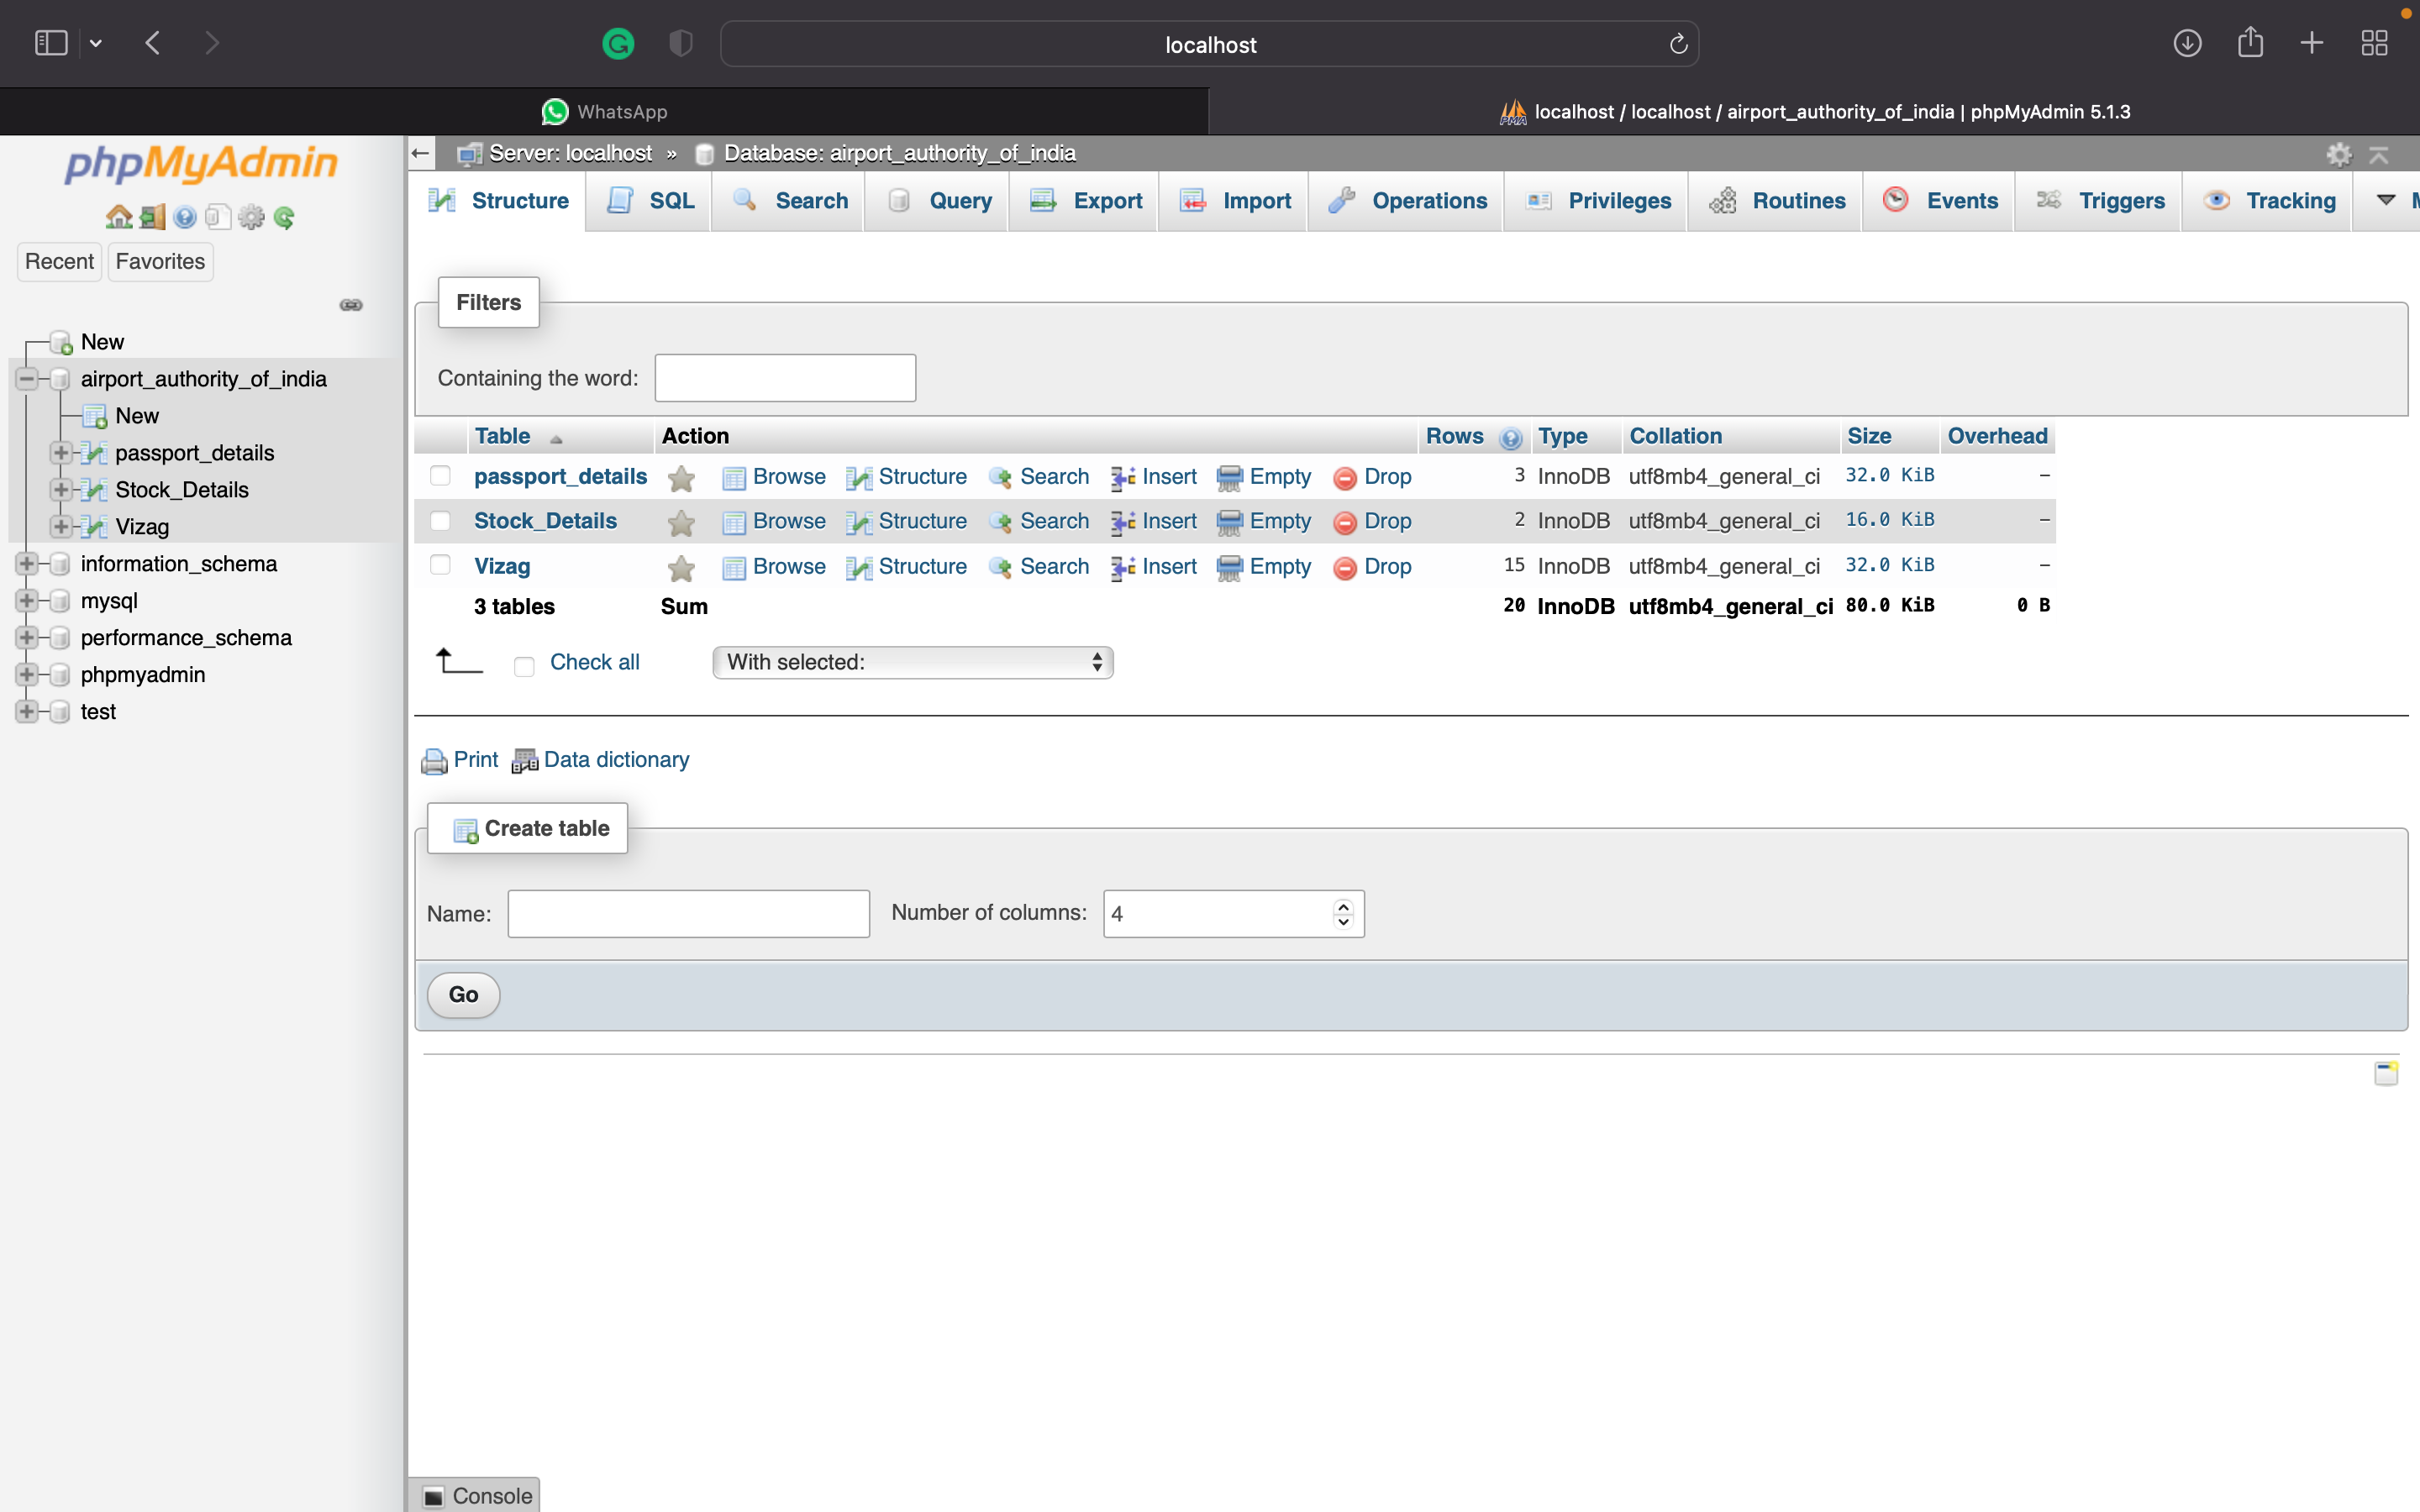 localhost
WhatsApp
localhost / localhost / airport_authority_of_india | phpMyAdmin 5.1.3
phpMyAdmin
Recent Favorites
New
airport_authority_of_india
New
passport_details
Stock_Details
Vizag
information_schema
mysql
performance_schema
phpmyadmin
test
Server: localhost » Database: airport_authority_of_india
Structure SQL Search Query Export Import Operations Privileges Routines Events Triggers Tracking
Filters
Containing the word:
Table Action Rows Type Collation Size Overhead
passport_details Browse Structure Search Insert Empty Drop 3 InnoDB utf8mb4_general_ci 32.0 KiB –
Stock_Details Browse Structure Search Insert Empty Drop 2 InnoDB utf8mb4_general_ci 16.0 KiB –
Vizag Browse Structure Search Insert Empty Drop 15 InnoDB utf8mb4_general_ci 32.0 KiB –
3 tables Sum 20 InnoDB utf8mb4_general_ci 80.0 KiB 0 B
Check all With selected:
Print Data dictionary
Create table
Name: Number of columns: 4
Go
Console